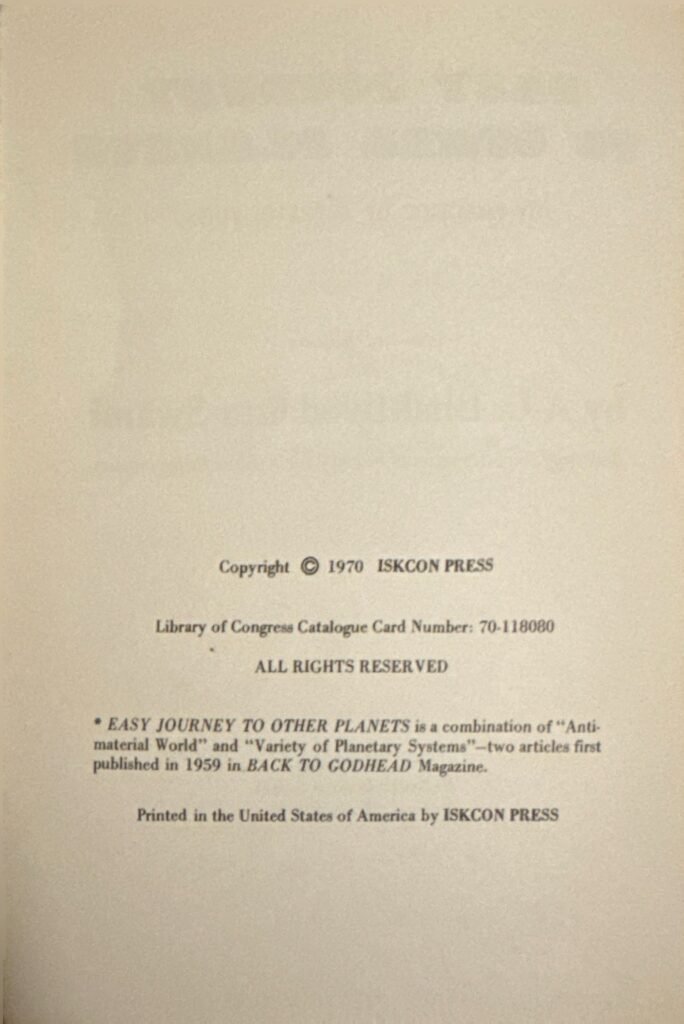 Copyright © 1970 ISKCON PRESS
Library of Congress Catalogue Card Number: 70-118080
ALL RIGHTS RESERVED
* EASY JOURNEY TO OTHER PLANETS is a combination of "Anti-
material World" and "Variety of Planetary Systems"—two articles first
published in 1959 in BACK TO GODHEAD Magazine.
Printed in the United States of America by ISKCON PRESS